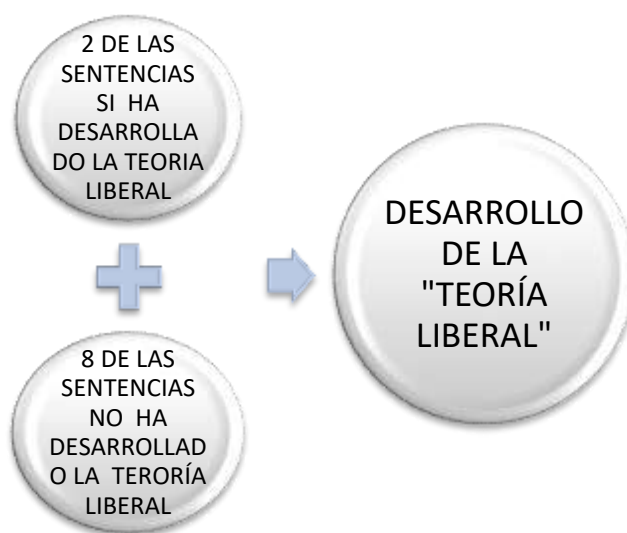 2 DE LAS
SENTENCIAS
SI HA
DESARROLLA
DO LA TEORIA
LIBERAL
8 DE LAS
SENTENCIAS
NO HA
DESARROLLAD
O LA TERORÍA
LIBERAL
DESARROLLO
DE LA
"TEORÍA
LIBERAL"